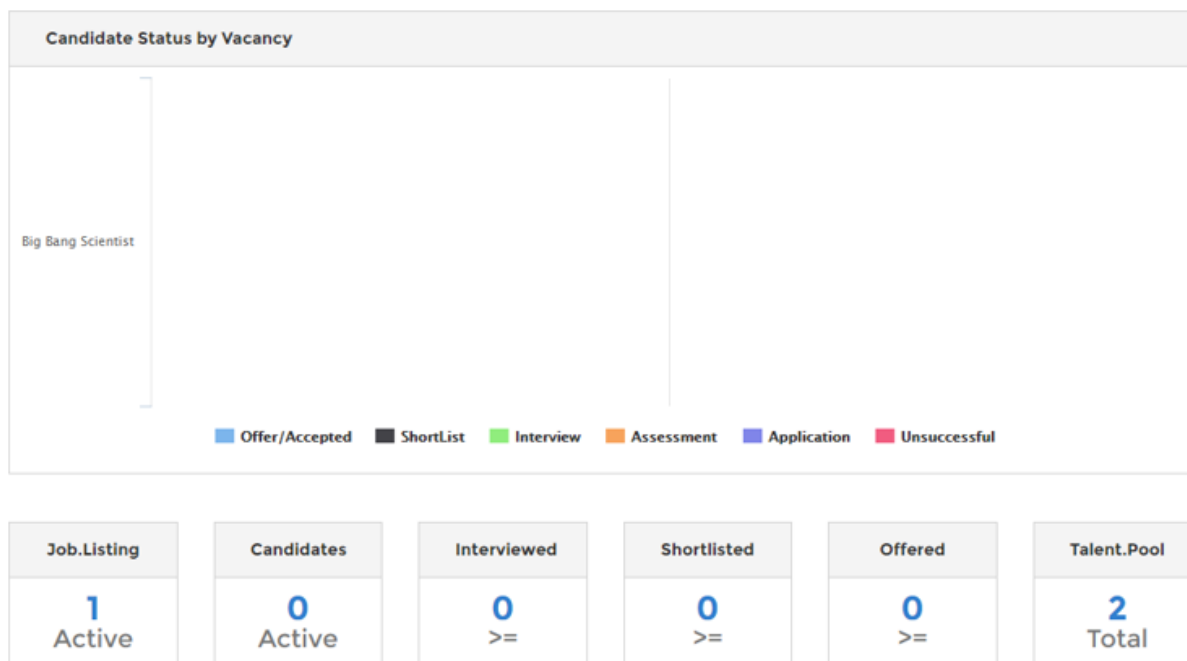 Candidate Status by Vacancy
Big Bang Scientist
Offer/Accepted ShortList Interview Assessment Application Unsuccessful
Job.Listing Candidates Interviewed Shortlisted Offered Talent.Pool
1 0 0 0 0 2
Active Active >= >= >= Total